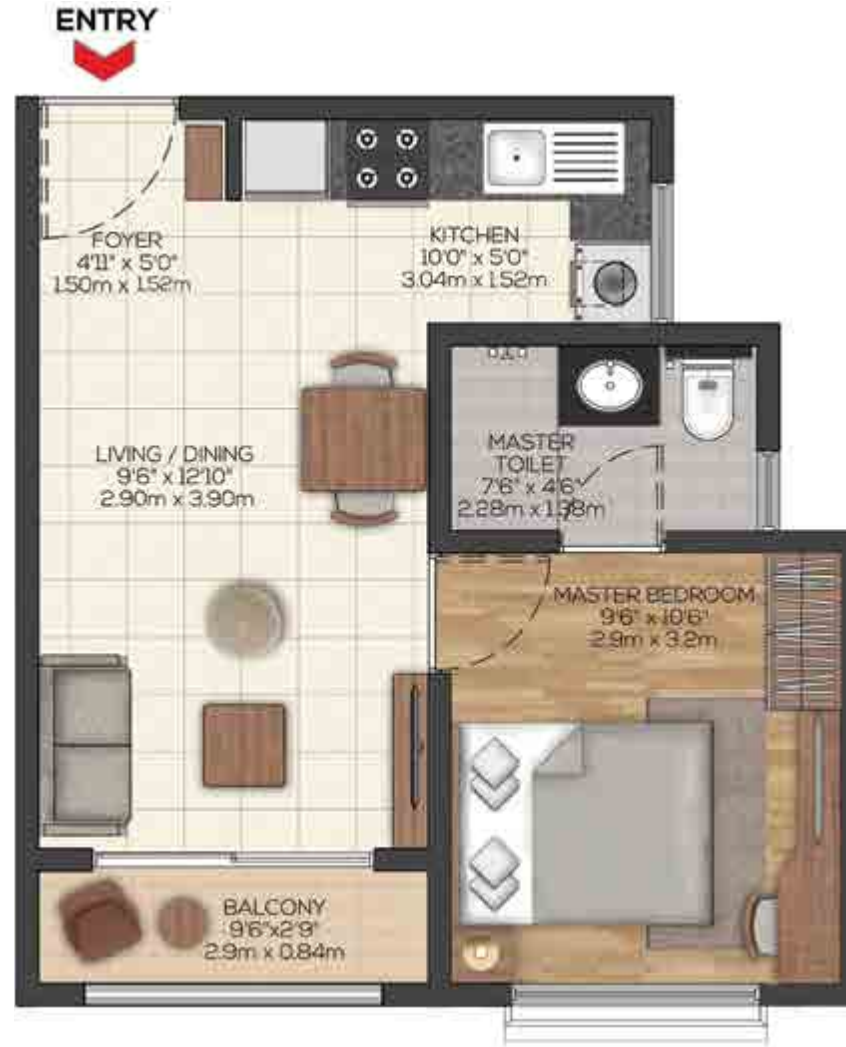 ENTRY
FOYER
4'11" x 5'0"
1.50m x 1.52m
KITCHEN
10'0" x 5'0"
3.04m x 1.52m
LIVING / DINING
9'6" x 12'10"
2.90m x 3.90m
MASTER
TOILET
7'6" x 4'6"
2.28m x 1.38m
MASTER BEDROOM
9'6" x 10'6"
2.9m x 3.2m
BALCONY
9'6"x2'9"
2.9m x 0.84m